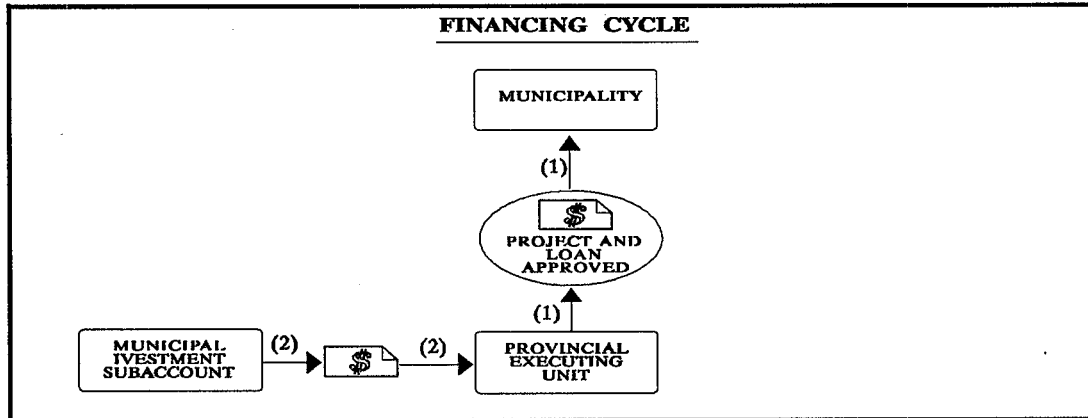 FINANCING CYCLE
MUNICIPALITY
(1)
$
PROJECT AND
LOAN
APPROVED
(1)
MUNICIPAL
IVESTMENT
SUBACCOUNT
(2)
$
(2)
PROVINCIAL
EXECUTING
UNIT